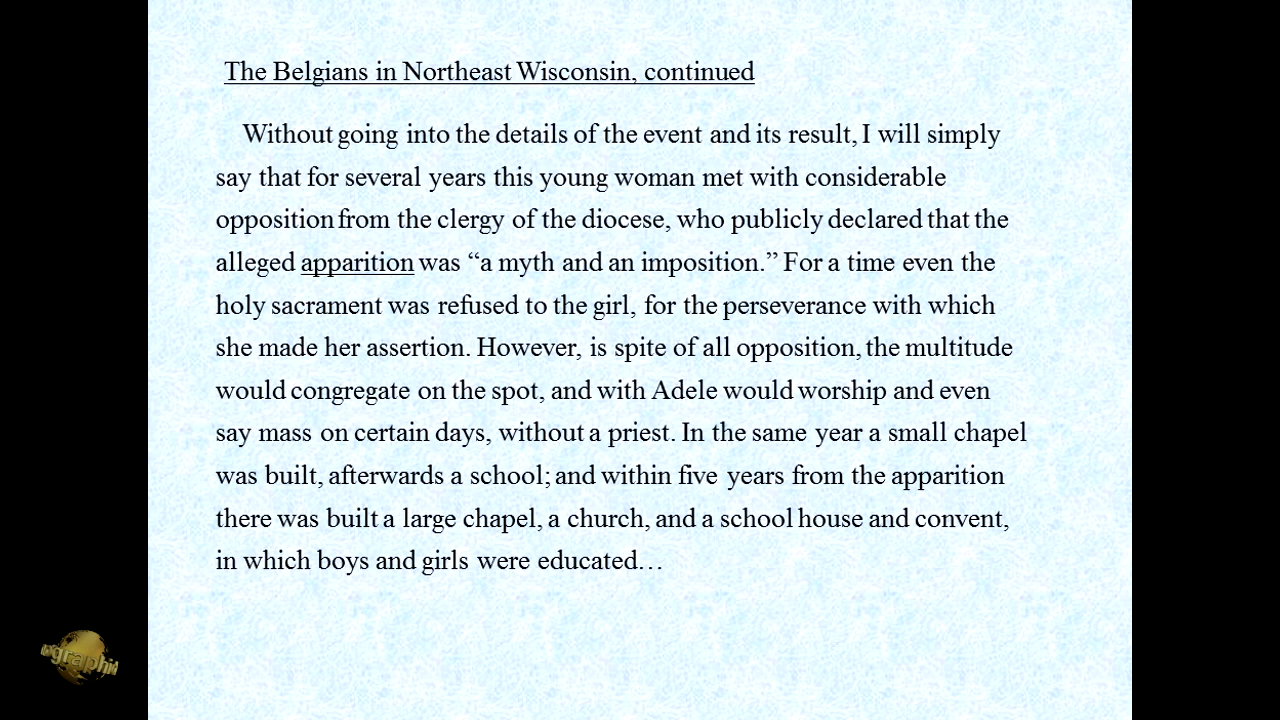 The Belgians in Northeast Wisconsin, continued
Without going into the details of the event and its result, I will simply
say that for several years this young woman met with considerable
opposition from the clergy of the diocese, who publicly declared that the
alleged apparition was “a myth and an imposition.” For a time even the
holy sacrament was refused to the girl, for the perseverance with which
she made her assertion. However, is spite of all opposition, the multitude
would congregate on the spot, and with Adele would worship and even
say mass on certain days, without a priest. In the same year a small chapel
was built, afterwards a school; and within five years from the apparition
there was built a large chapel, a church, and a school house and convent,
in which boys and girls were educated…